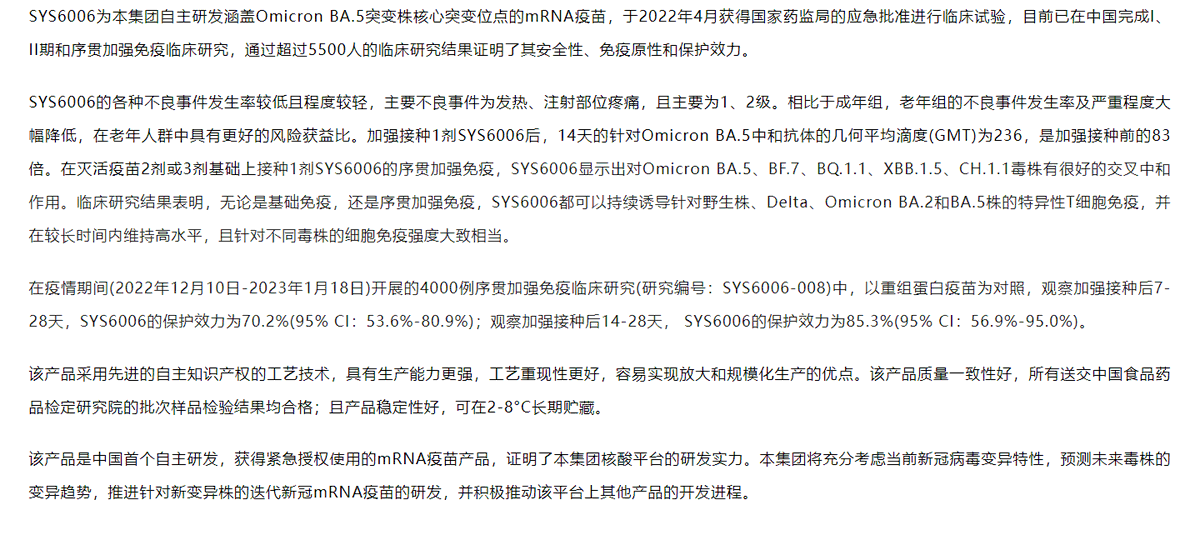 SYS6006为本集团自主研发涵盖Omicron BA.5突变株核心突变位点的mRNA疫苗，于2022年4月获得国家药监局的应急批准进行临床试验，目前已在中国完成I、
II期和序贯加强免疫临床研究，通过超过5500人的临床研究结果证明了其安全性、免疫原性和保护效力。
SYS6006的各种不良事件发生率较低且程度较轻，主要不良事件为发热、注射部位疼痛，且主要为1、2级。相比于成年组，老年组的不良事件发生率及严重程度大
幅降低，在老年人群中具有更好的风险获益比。加强接种1剂SYS6006后，14天的针对Omicron BA.5中和抗体的几何平均滴度(GMT)为236，是加强接种前的83
倍。在灭活疫苗2剂或3剂基础上接种1剂SYS6006的序贯加强免疫，SYS6006显示出对Omicron BA.5、BF.7、BQ.1.1、XBB.1.5、CH.1.1毒株有很好的交叉中和
作用。临床研究结果表明，无论是基础免疫，还是序贯加强免疫，SYS6006都可以持续诱导针对野生株、Delta、Omicron BA.2和BA.5株的特异性T细胞免疫，并
在较长时间内维持高水平，且针对不同毒株的细胞免疫强度大致相当。
在疫情期间(2022年12月10日-2023年1月18日)开展的4000例序贯加强免疫临床研究(研究编号：SYS6006-008)中，以重组蛋白疫苗为对照，观察加强接种后7-
28天，SYS6006的保护效力为70.2%(95% CI：53.6%-80.9%)；观察加强接种后14-28天， SYS6006的保护效力为85.3%(95% CI：56.9%-95.0%)。
该产品采用先进的自主知识产权的工艺技术，具有生产能力更强，工艺重现性更好，容易实现放大和规模化生产的优点。该产品质量一致性好，所有送交中国食品药
品检定研究院的批次样品检验结果均合格；且产品稳定性好，可在2-8°C长期贮藏。
该产品是中国首个自主研发，获得紧急授权使用的mRNA疫苗产品，证明了本集团核酸平台的研发实力。本集团将充分考虑当前新冠病毒变异特性，预测未来毒株的
变异趋势，推进针对新变异株的迭代新冠mRNA疫苗的研发，并积极推动该平台上其他产品的开发进程。